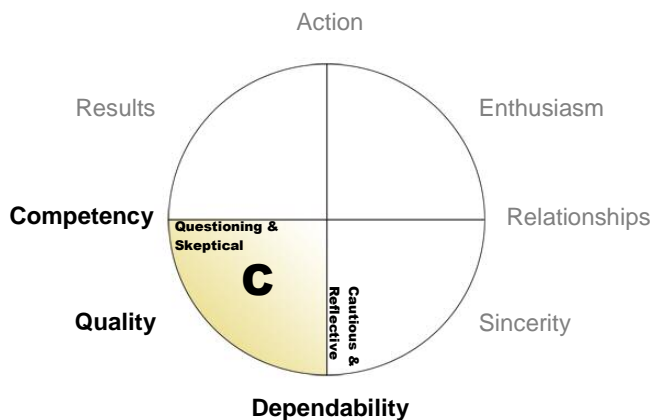 Action
Results
Enthusiasm
Competency
Relationships
Questioning &
Skeptical
C
Cautious &
Reflective
Quality
Sincerity
Dependability